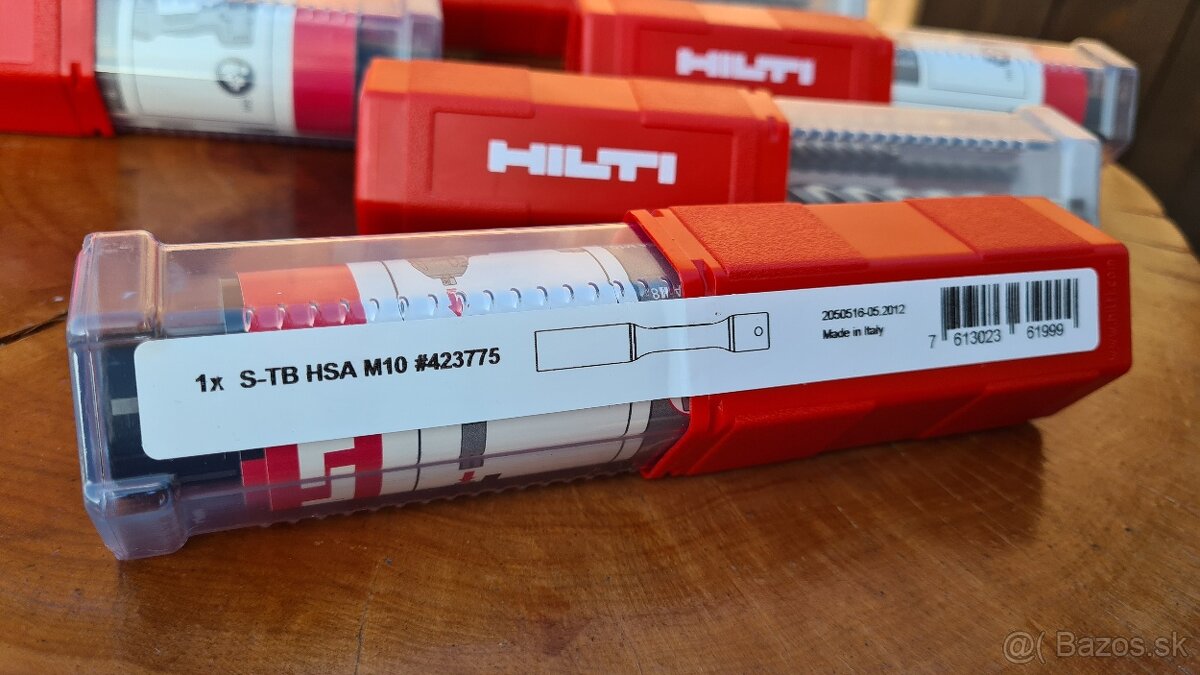 HILTI
HILTI
1x S-TB HSA M10 #423775
2050516-05.2012
Made in Italy
7 613023 61999
@( Bazos.sk